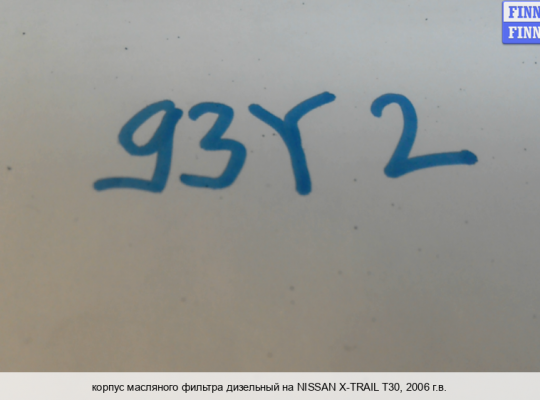 FINN
FINN
93Y2
корпус масляного фильтра дизельный на NISSAN X-TRAIL T30, 2006 г.в.